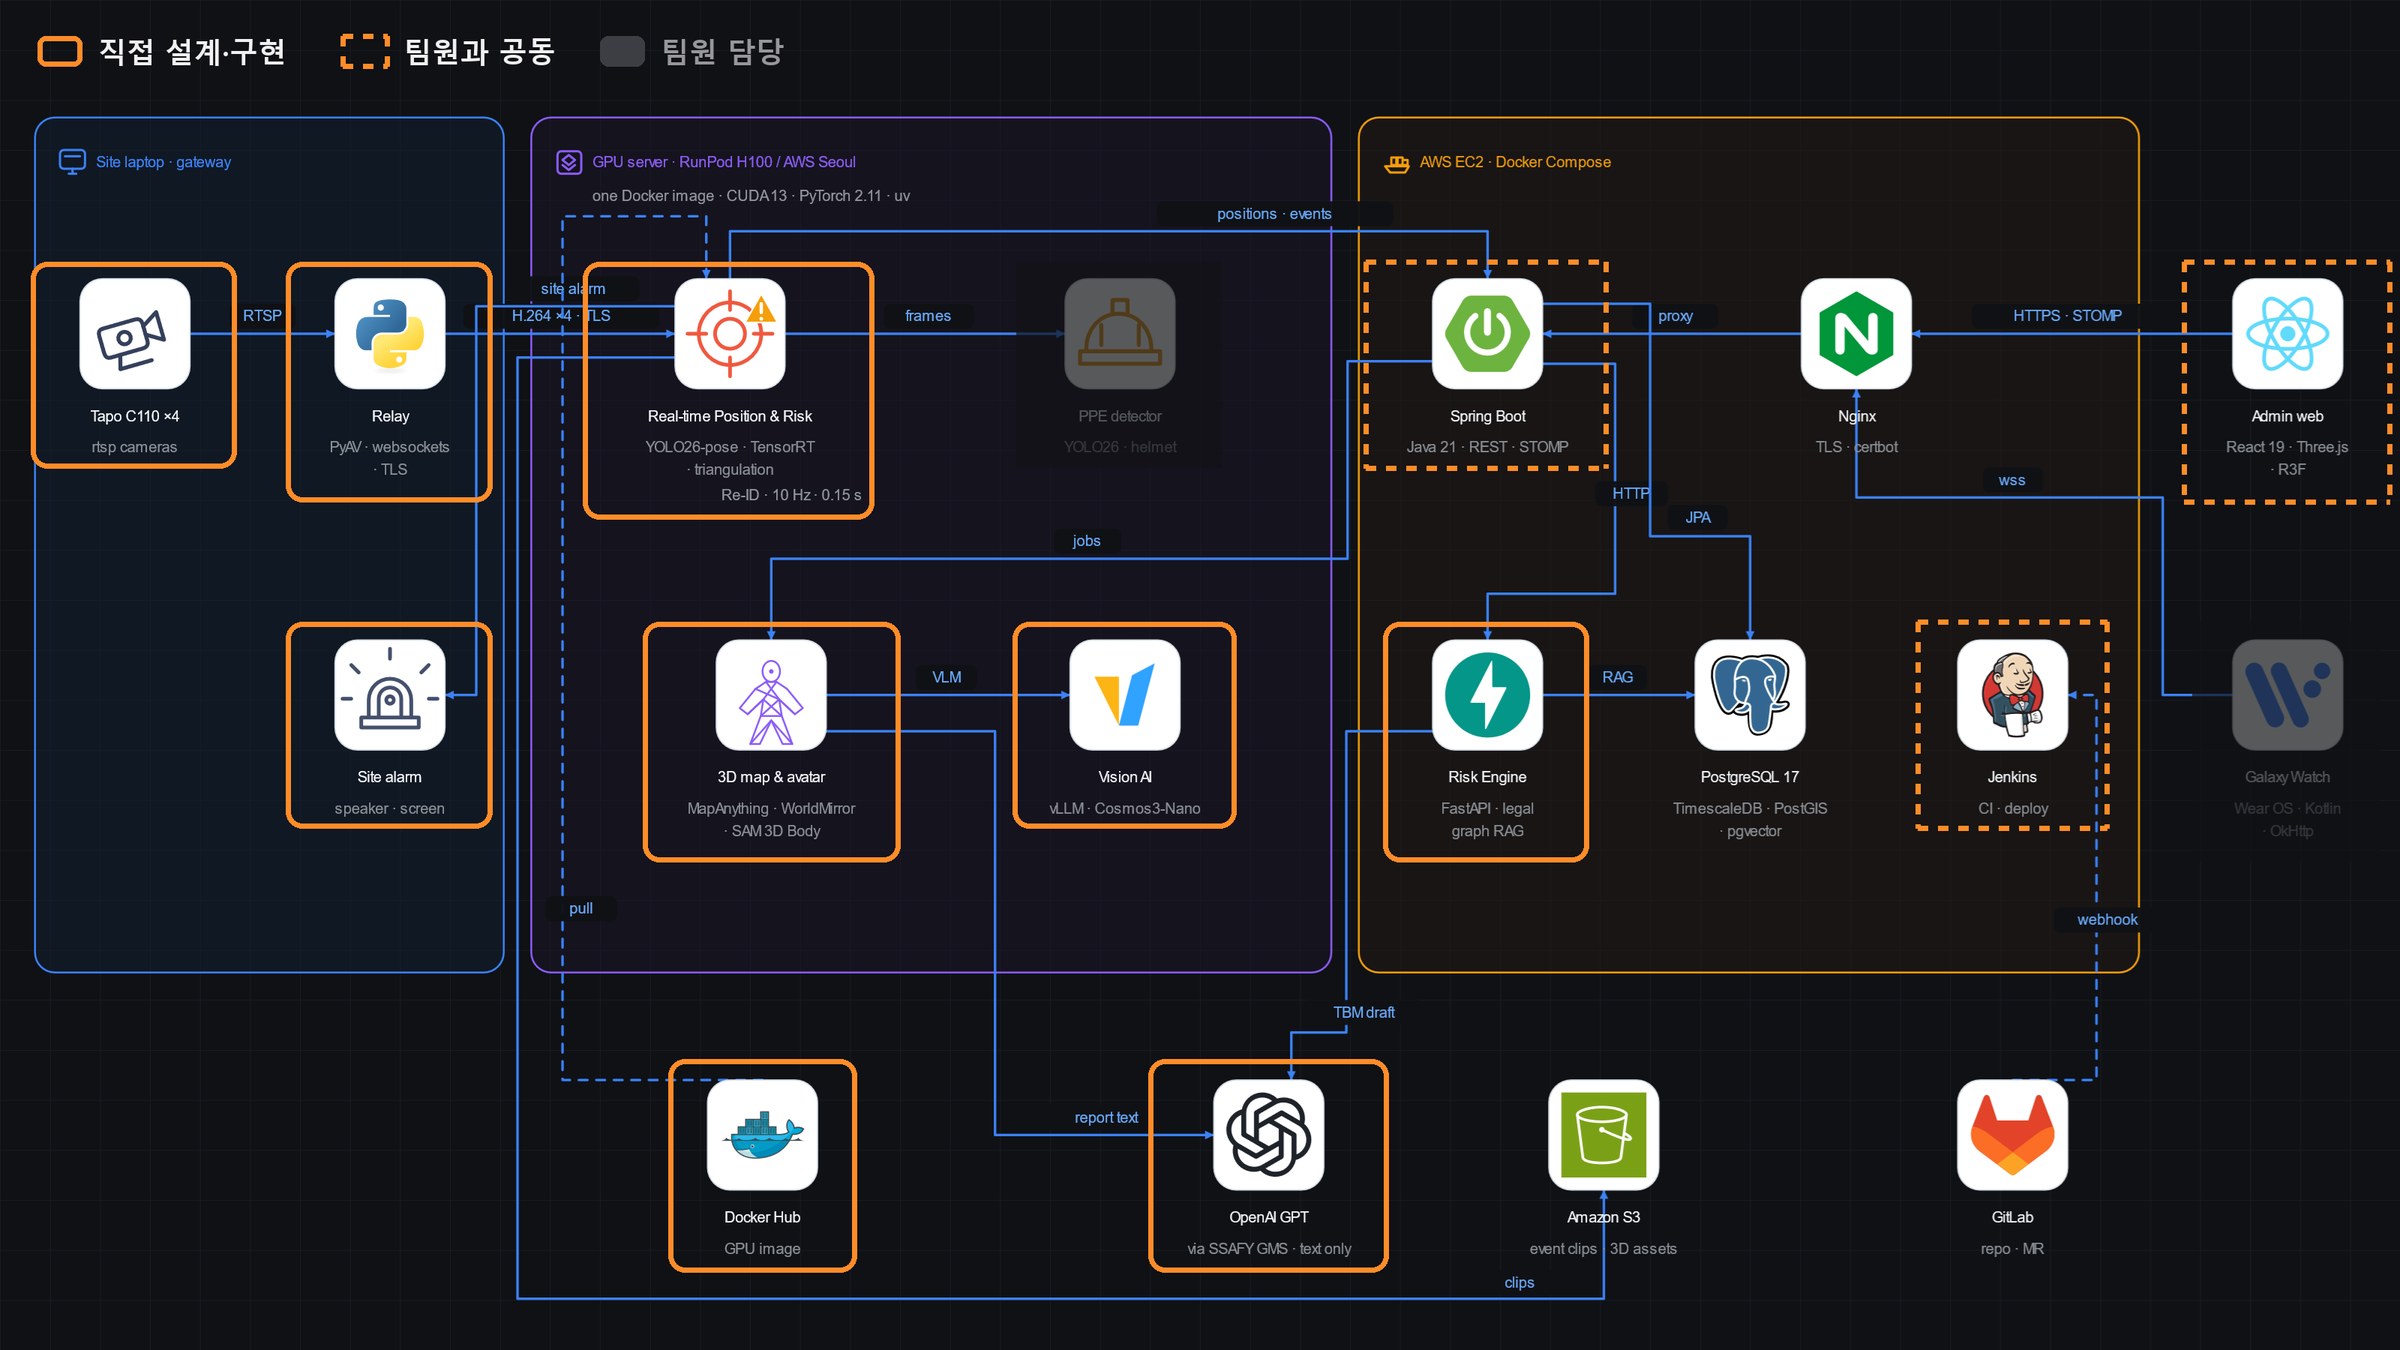 직접 설계·구현
팀원과 공동
팀원 담당
Site laptop · gateway
GPU server · RunPod H100 / AWS Seoul
one Docker image · CUDA13 · PyTorch 2.11 · uv
AWS EC2 · Docker Compose
positions · events
site alarm
RTSP
H.264 ×4 · TLS
frames
proxy
HTTPS · STOMP
Tapo C110 ×4
rtsp cameras
Relay
PyAV · websockets
· TLS
Real-time Position & Risk
YOLO26-pose · TensorRT
· triangulation
Re-ID · 10 Hz · 0.15 s
PPE detector
YOLO26 · helmet
Spring Boot
Java 21 · REST · STOMP
Nginx
TLS · certbot
Admin web
React 19 · Three.js
· R3F
wss
HTTP
JPA
jobs
VLM
RAG
Site alarm
speaker · screen
3D map & avatar
MapAnything · WorldMirror
· SAM 3D Body
Vision AI
vLLM · Cosmos3-Nano
Risk Engine
FastAPI · legal
graph RAG
PostgreSQL 17
TimescaleDB · PostGIS
· pgvector
Jenkins
CI · deploy
Galaxy Watch
Wear OS · Kotlin
· OkHttp
pull
webhook
TBM draft
report text
Docker Hub
GPU image
OpenAI GPT
via SSAFY GMS · text only
Amazon S3
event clips · 3D assets
GitLab
repo · MR
clips